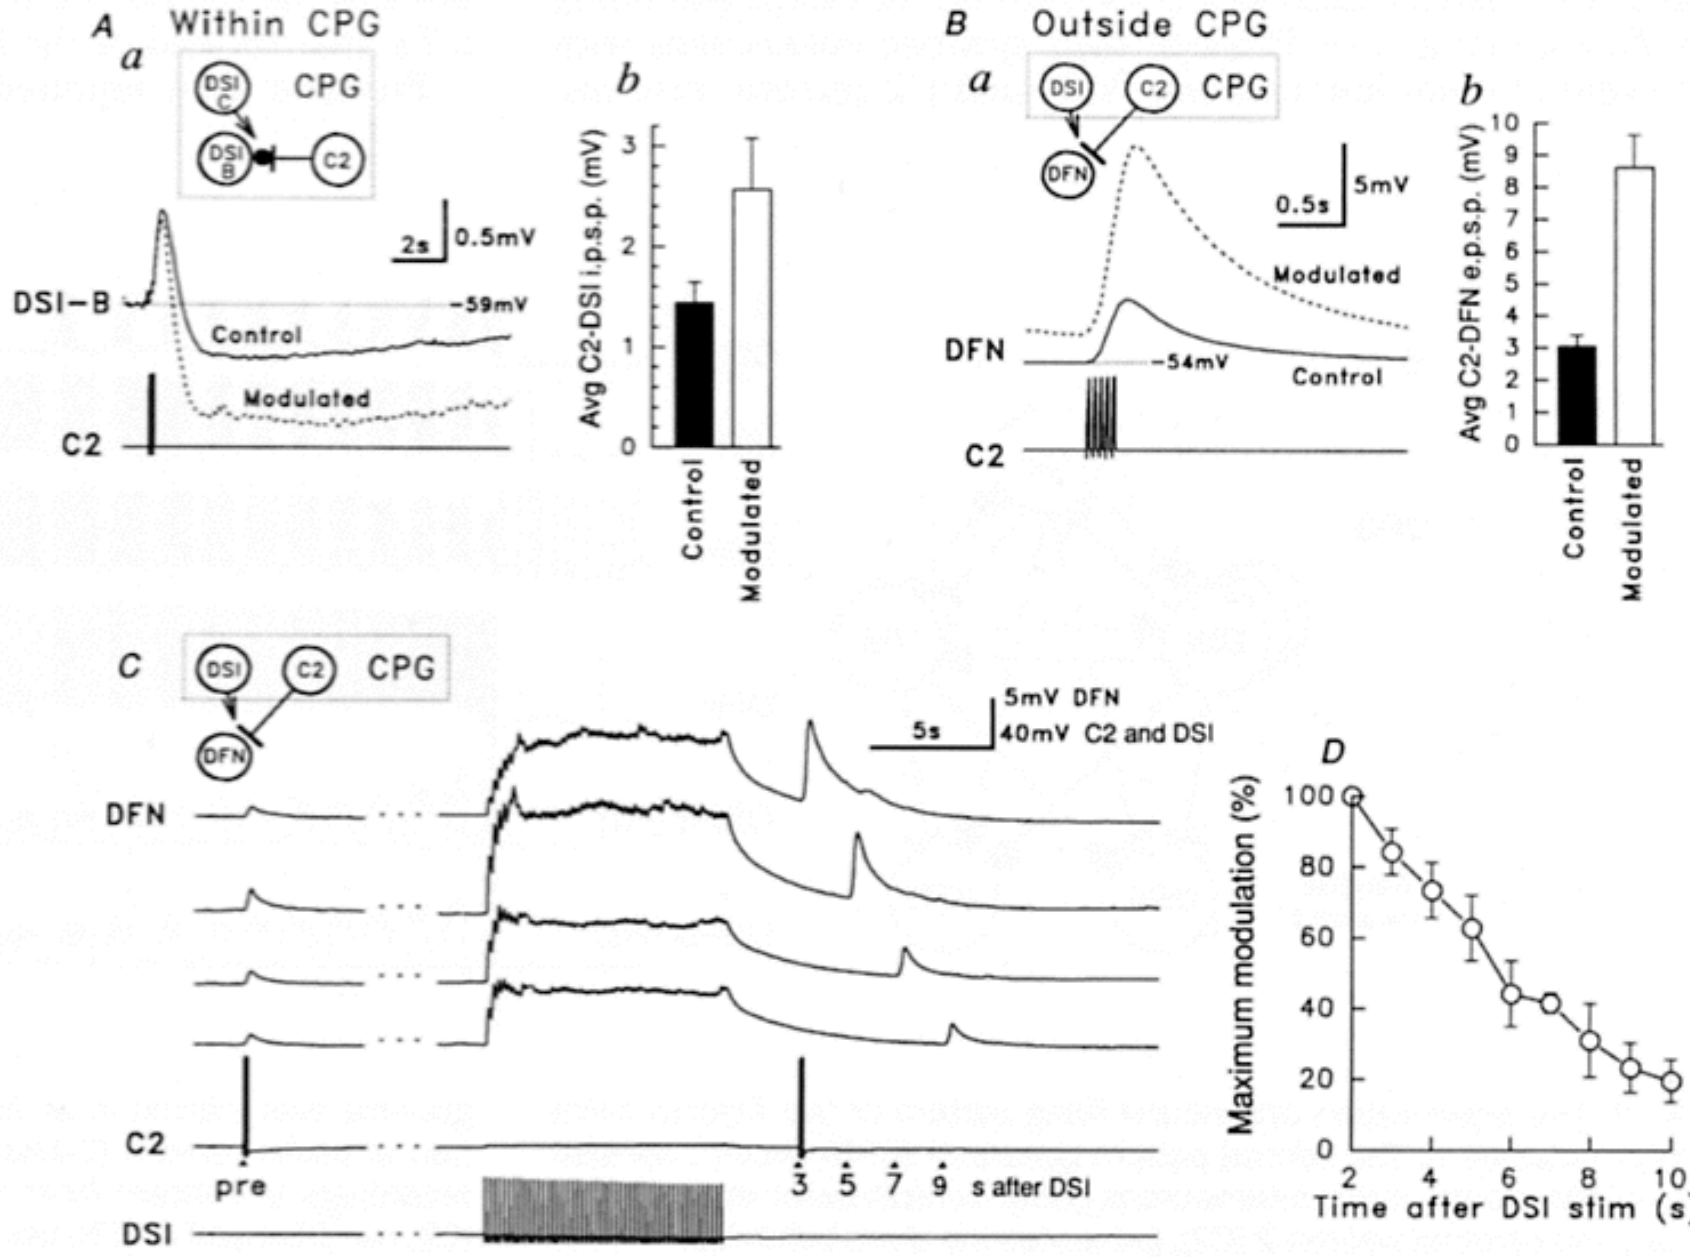 A Within CPG
a
DSI C
CPG
DSI B
C2
2s
0.5mV
DSI-B
-59mV
Control
Modulated
C2
b
Avg C2-DSI i.p.s.p. (mV)
3
2
1
0
Control
Modulated
B Outside CPG
a
DSI
C2
CPG
DFN
0.5s
5mV
Modulated
DFN
-54mV
Control
C2
b
Avg C2-DFN e.p.s.p. (mV)
10
9
8
7
6
5
4
3
2
1
0
Control
Modulated
C
DSI
C2
CPG
DFN
5mV DFN
5s
40mV C2 and DSI
DFN
C2
pre
3 5 7 9 s after DSI
DSI
D
Maximum modulation (%)
100
80
60
40
20
0
2 4 6 8 10
Time after DSI stim (s)